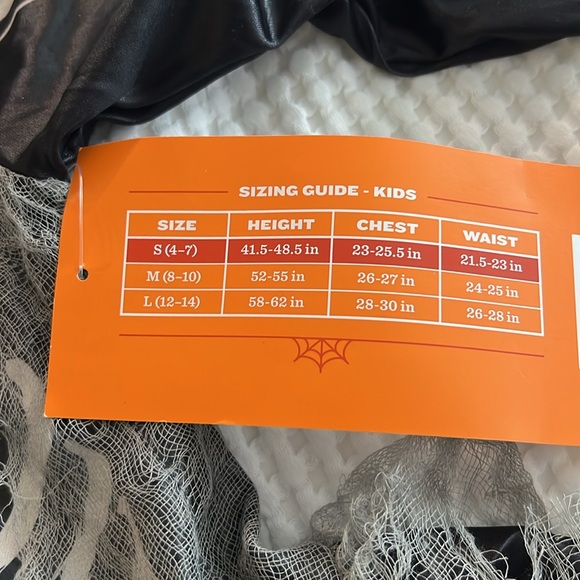 SIZING GUIDE - KIDS
SIZE HEIGHT CHEST WAIST
S (4-7) 41.5-48.5 in 23-25.5 in 21.5-23 in
M (8-10) 52-55 in 26-27 in 24-25 in
L (12-14) 58-62 in 28-30 in 26-28 in